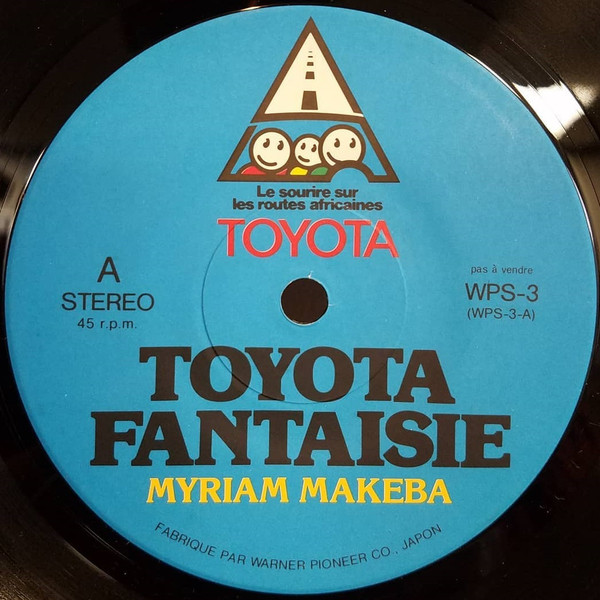 Le sourire sur
les routes africaines
TOYOTA
A
STEREO
45 r.p.m.
pas à vendre
WPS-3
(WPS-3-A)
TOYOTA
FANTAISIE
MYRIAM MAKEBA
FABRIQUE PAR WARNER PIONEER CO., JAPON